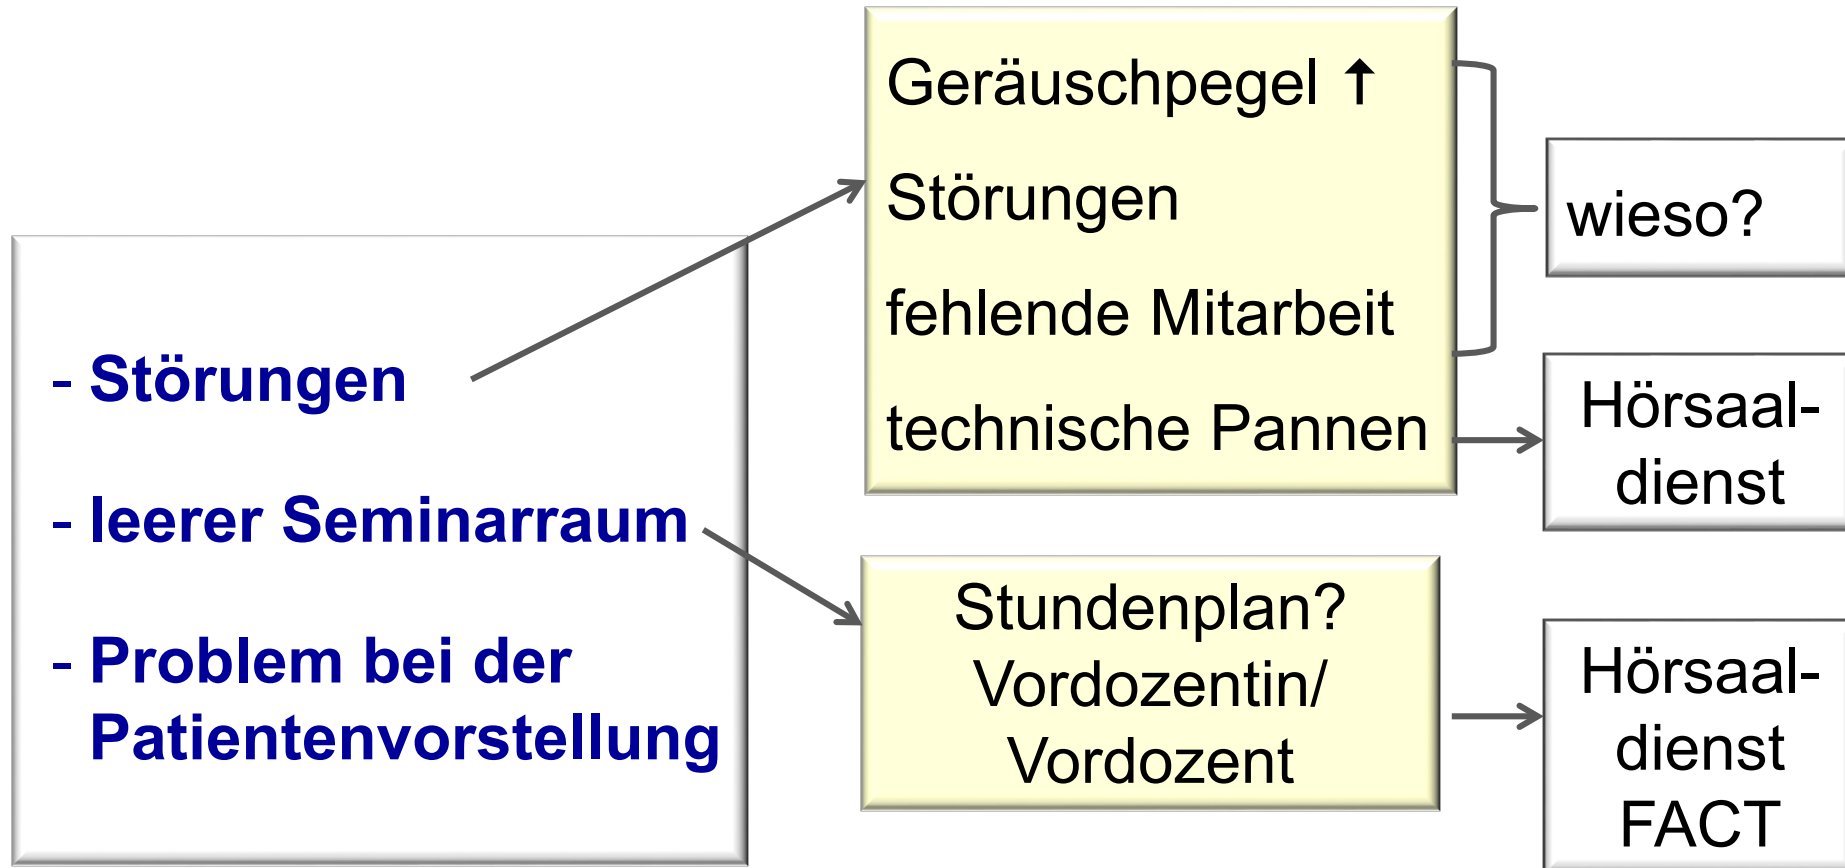 - Störungen
- leerer Seminarraum
- Problem bei der
Patientenvorstellung
Geräuschpegel ↑
Störungen
fehlende Mitarbeit
technische Pannen
wieso?
Hörsaal-
dienst
Stundenplan?
Vordozentin/
Vordozent
Hörsaal-
dienst
FACT